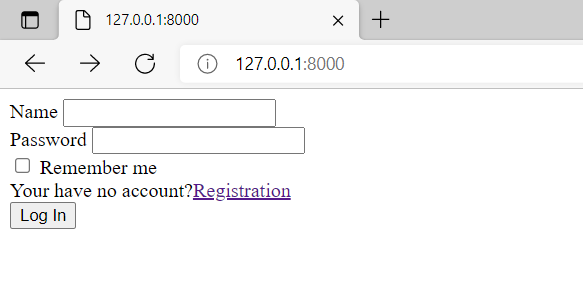 127.0.0.1:8000
127.0.0.1:8000
Name
Password
Remember me
Your have no account?Registration
Log In